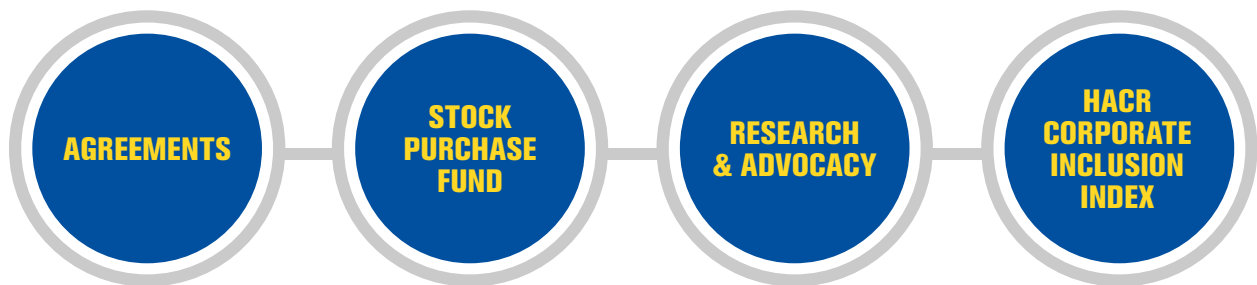 AGREEMENTS
STOCK
PURCHASE
FUND
RESEARCH
& ADVOCACY
HACR
CORPORATE
INCLUSION
INDEX